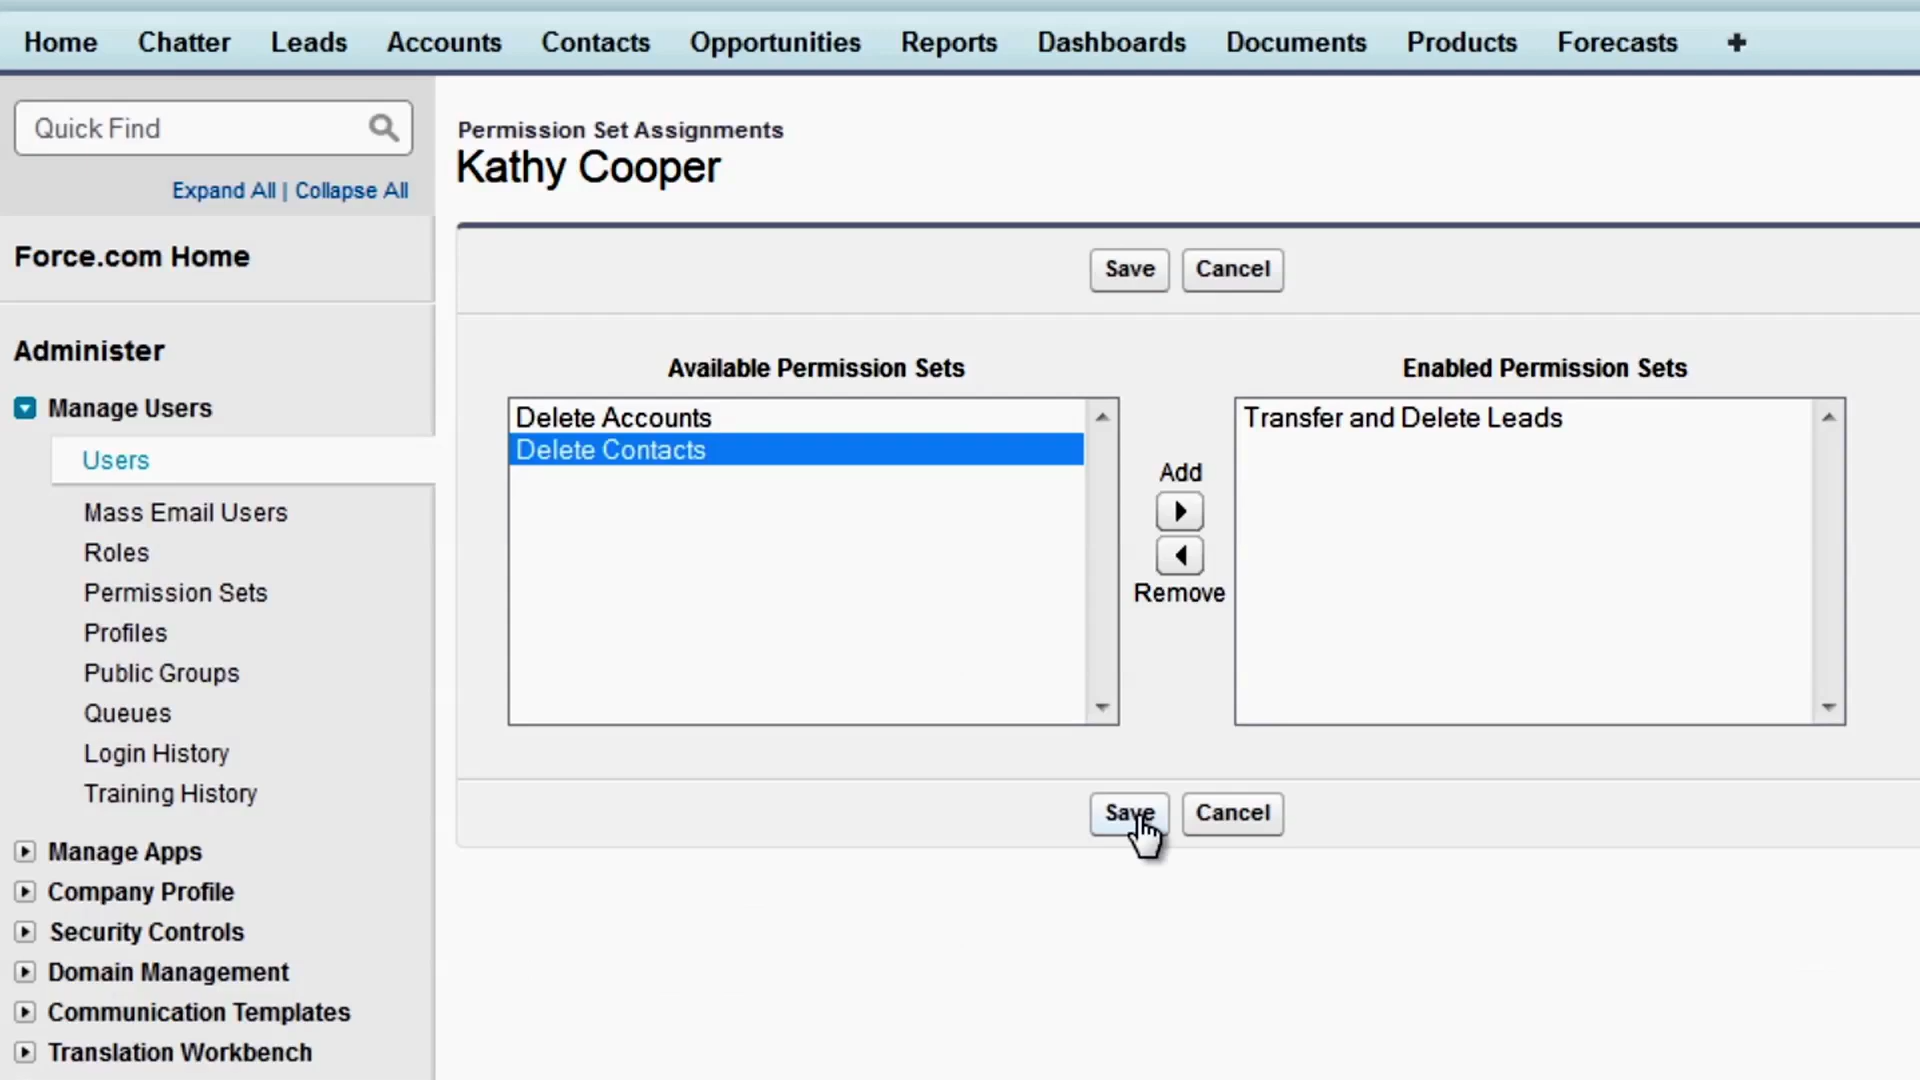 Home Chatter Leads Accounts Contacts Opportunities Reports Dashboards Documents Products Forecasts +
Quick Find
Expand All | Collapse All
Force.com Home
Administer
Manage Users
Users
Mass Email Users
Roles
Permission Sets
Profiles
Public Groups
Queues
Login History
Training History
Manage Apps
Company Profile
Security Controls
Domain Management
Communication Templates
Translation Workbench
Permission Set Assignments
Kathy Cooper
Save Cancel
Available Permission Sets
Delete Accounts
Delete Contacts
Add
Remove
Enabled Permission Sets
Transfer and Delete Leads
Save Cancel